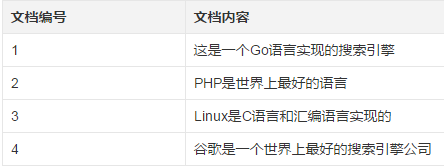 文档编号 文档内容
1 这是一个Go语言实现的搜索引擎
2 PHP是世界上最好的语言
3 Linux是C语言和汇编语言实现的
4 谷歌是一个世界上最好的搜索引擎公司